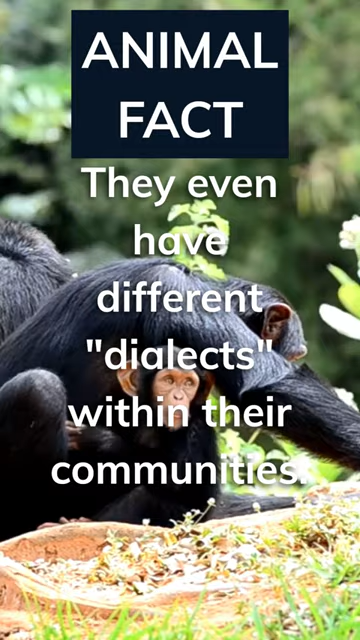 ANIMAL
FACT
They even
have
different
"dialects"
within their
communities.